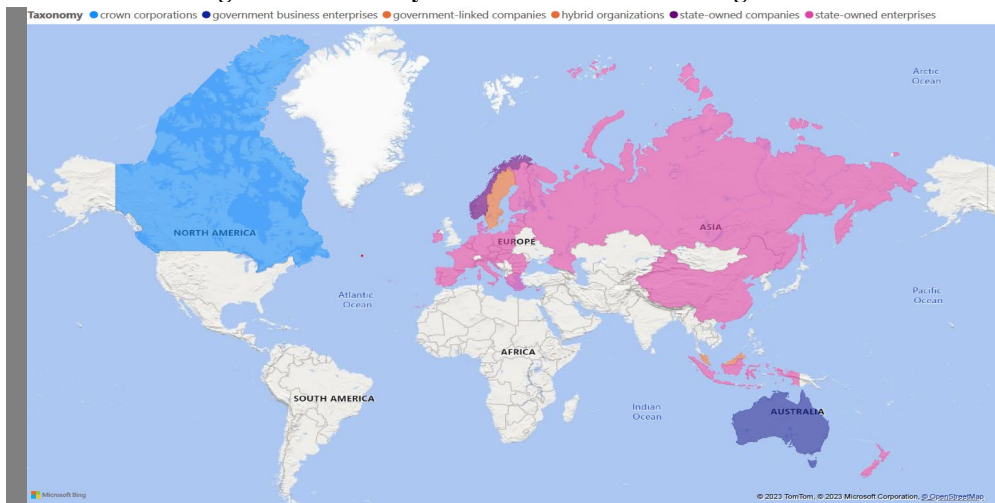 Taxonomy crown corporations government business enterprises government-linked companies hybrid organizations state-owned companies state-owned enterprises
Arctic
Ocean
NORTH AMERICA
EUROPE
ASIA
Atlantic
Ocean
Pacific
Ocean
AFRICA
SOUTH AMERICA
Indian
Ocean
AUSTRALIA
Microsoft Bing
© 2023 TomTom, © 2023 Microsoft Corporation, © OpenStreetMap